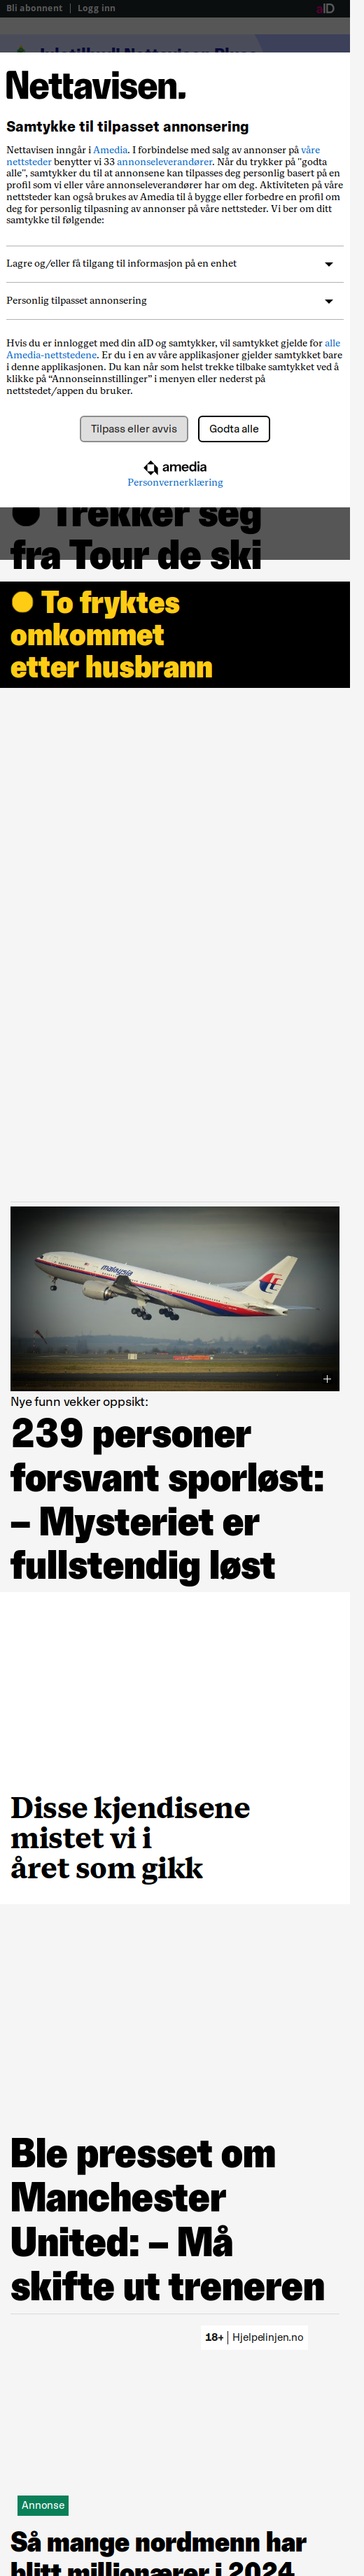 Bli abonnent | Logg inn
aID
Nettavisen.
Samtykke til tilpasset annonsering
Nettavisen inngår i Amedia. I forbindelse med salg av annonser på våre
nettsteder benytter vi 33 annonseleverandører. Når du trykker på "godta
alle", samtykker du til at annonsene kan tilpasses deg personlig basert på en
profil som vi eller våre annonseleverandører har om deg. Aktiviteten på våre
nettsteder kan også brukes av Amedia til å bygge eller forbedre en profil om
deg for personlig tilpasning av annonser på våre nettsteder. Vi ber om ditt
samtykke til følgende:
Lagre og/eller få tilgang til informasjon på en enhet
Personlig tilpasset annonsering
Hvis du er innlogget med din aID og samtykker, vil samtykket gjelde for alle
Amedia-nettstedene. Er du i en av våre applikasjoner gjelder samtykket bare
i denne applikasjonen. Du kan når som helst trekke tilbake samtykket ved å
klikke på “Annonseinnstillinger” i menyen eller nederst på
nettstedet/appen du bruker.
Tilpass eller avvis
Godta alle
amedia
Personvernerklæring
Trekker seg
fra Tour de ski
To fryktes
omkommet
etter husbrann
malaysia
Nye funn vekker oppsikt:
239 personer
forsvant sporløst:
– Mysteriet er
fullstendig løst
Disse kjendisene
mistet vi i
året som gikk
Ble presset om
Manchester
United: – Må
skifte ut treneren
18+ | Hjelpelinjen.no
Annonse
Så mange nordmenn har
blitt millionærer i 2024